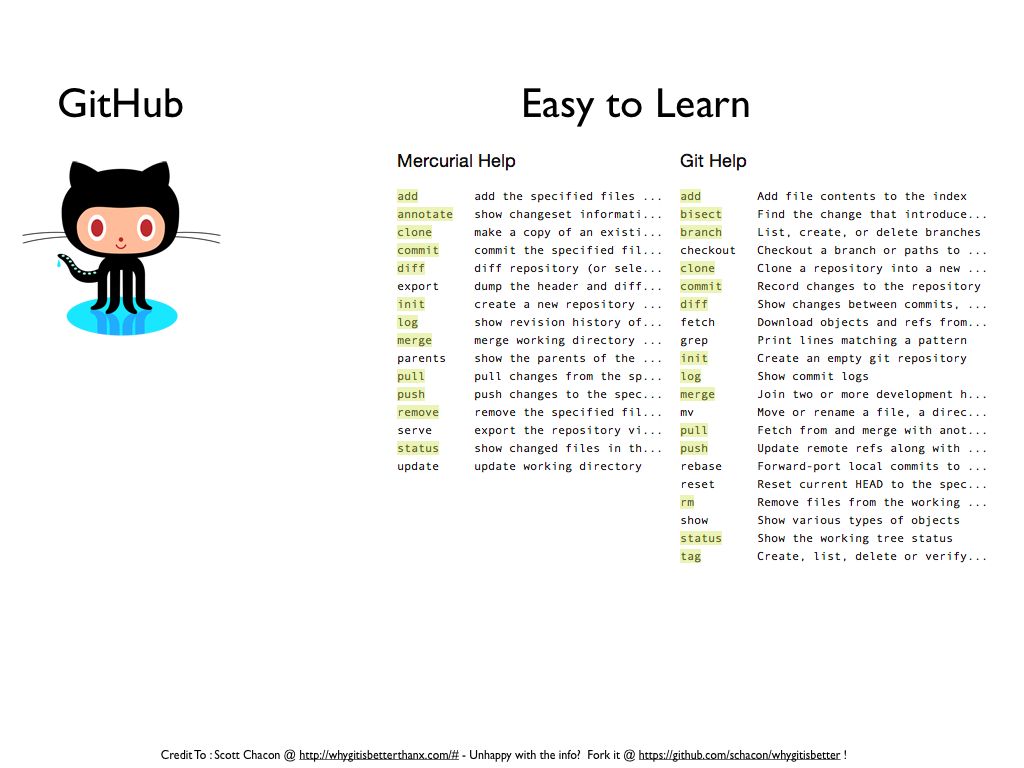 GitHub
Easy to Learn
Mercurial Help
add add the specified files ...
annotate show changeset informati...
clone make a copy of an existi...
commit commit the specified fil...
diff diff repository (or sele...
export dump the header and diff...
init create a new repository ...
log show revision history of...
merge merge working directory ...
parents show the parents of the ...
pull pull changes from the sp...
push push changes to the spec...
remove remove the specified fil...
serve export the repository vi...
status show changed files in th...
update update working directory
Git Help
add Add file contents to the index
bisect Find the change that introduce...
branch List, create, or delete branches
checkout Checkout a branch or paths to ...
clone Clone a repository into a new ...
commit Record changes to the repository
diff Show changes between commits, ...
fetch Download objects and refs from...
grep Print lines matching a pattern
init Create an empty git repository
log Show commit logs
merge Join two or more development h...
mv Move or rename a file, a direc...
pull Fetch from and merge with anot...
push Update remote refs along with ...
rebase Forward-port local commits to ...
reset Reset current HEAD to the spec...
rm Remove files from the working ...
show Show various types of objects
status Show the working tree status
tag Create, list, delete or verify...
Credit To : Scott Chacon @ http://whygitisbetterthanx.com/# - Unhappy with the info? Fork it @ https://github.com/schacon/whygitisbetter !